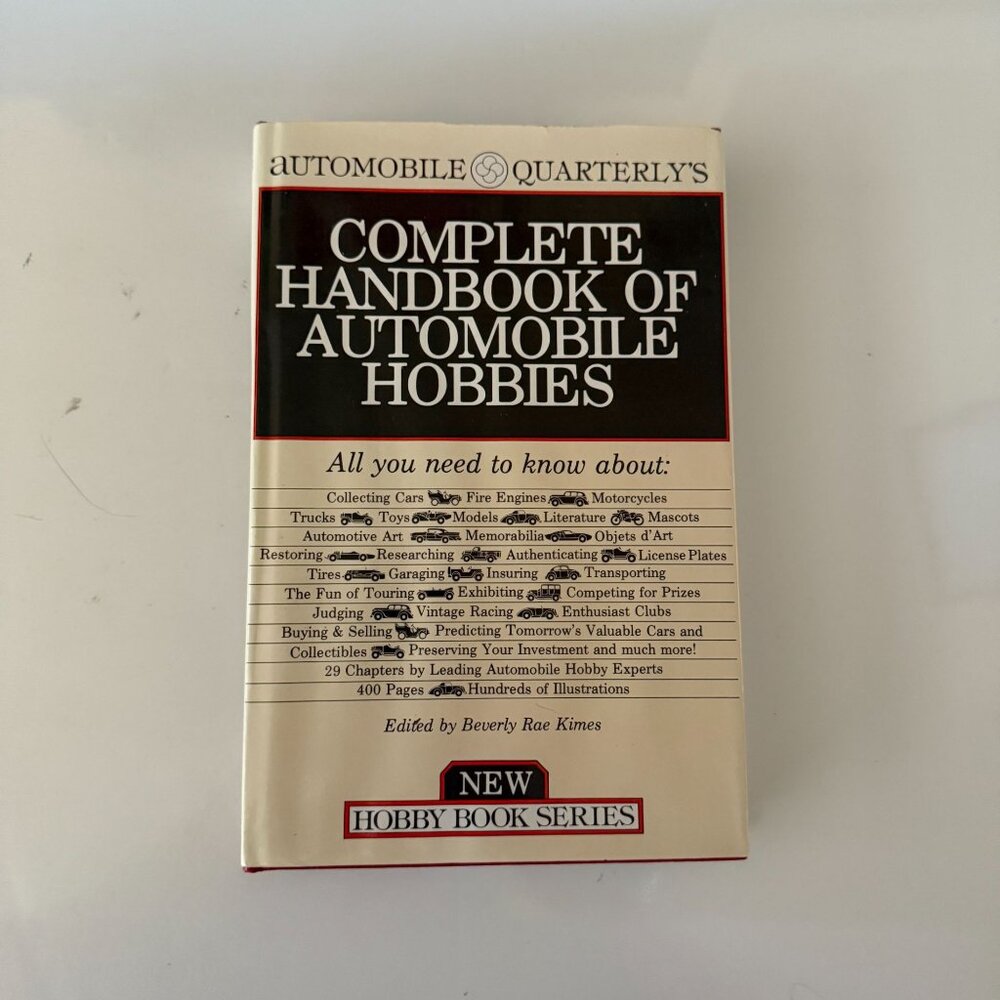 aUTOMOBILE QUARTERLY'S
COMPLETE
HANDBOOK OF
AUTOMOBILE
HOBBIES
All you need to know about:
Collecting Cars Fire Engines Motorcycles
Trucks Toys Models Literature Mascots
Automotive Art Memorabilia Objets d'Art
Restoring Researching Authenticating License Plates
Tires Garaging Insuring Transporting
The Fun of Touring Exhibiting Competing for Prizes
Judging Vintage Racing Enthusiast Clubs
Buying & Selling Predicting Tomorrow's Valuable Cars and
Collectibles Preserving Your Investment and much more!
29 Chapters by Leading Automobile Hobby Experts
400 Pages Hundreds of Illustrations
Edited by Beverly Rae Kimes
NEW
HOBBY BOOK SERIES